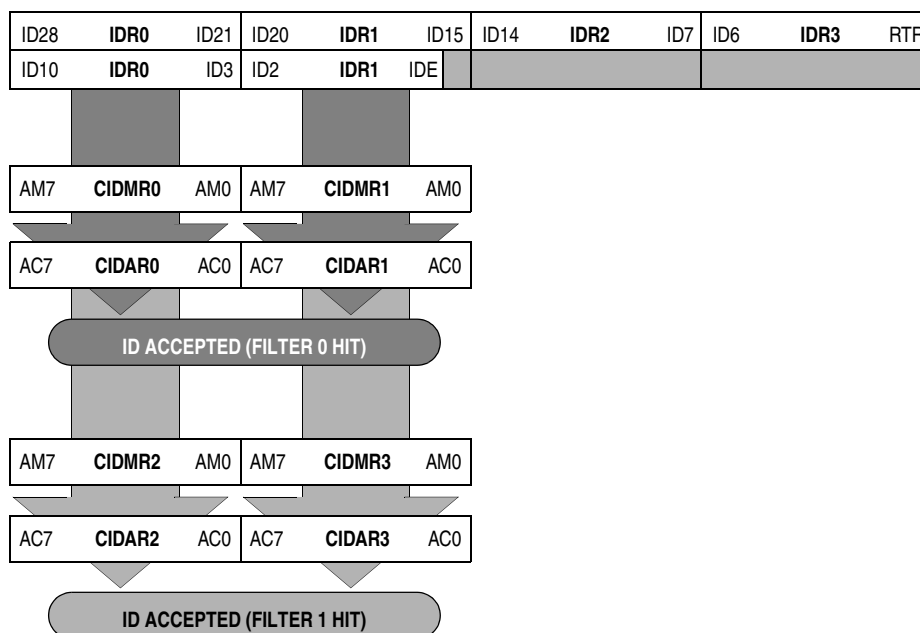 ID28 IDR0 ID21 ID20 IDR1 ID15 ID14 IDR2 ID7 ID6 IDR3 RTR
ID10 IDR0 ID3 ID2 IDR1 IDE
AM7 CIDMR0 AM0 AM7 CIDMR1 AM0
AC7 CIDAR0 AC0 AC7 CIDAR1 AC0
ID ACCEPTED (FILTER 0 HIT)
AM7 CIDMR2 AM0 AM7 CIDMR3 AM0
AC7 CIDAR2 AC0 AC7 CIDAR3 AC0
ID ACCEPTED (FILTER 1 HIT)